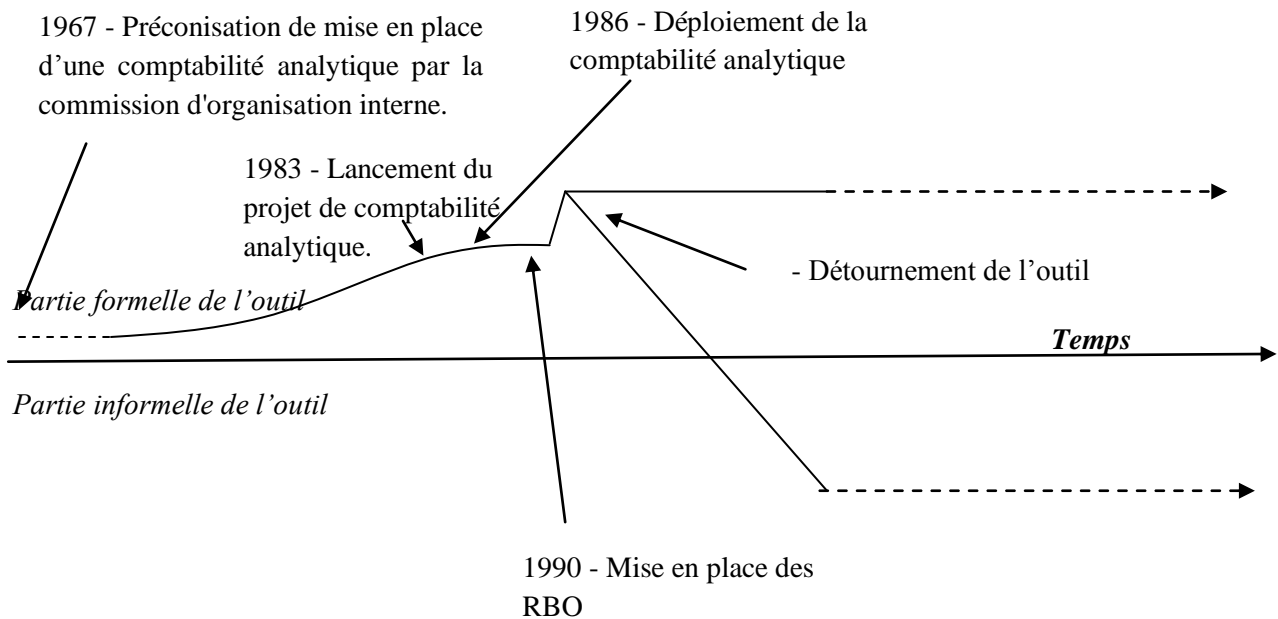 1967 - Préconisation de mise en place
d’une comptabilité analytique par la
commission d'organisation interne.
1986 - Déploiement de la
comptabilité analytique
1983 - Lancement du
projet de comptabilité
analytique.
- Détournement de l’outil
Partie formelle de l’outil
Temps
Partie informelle de l’outil
1990 - Mise en place des
RBO